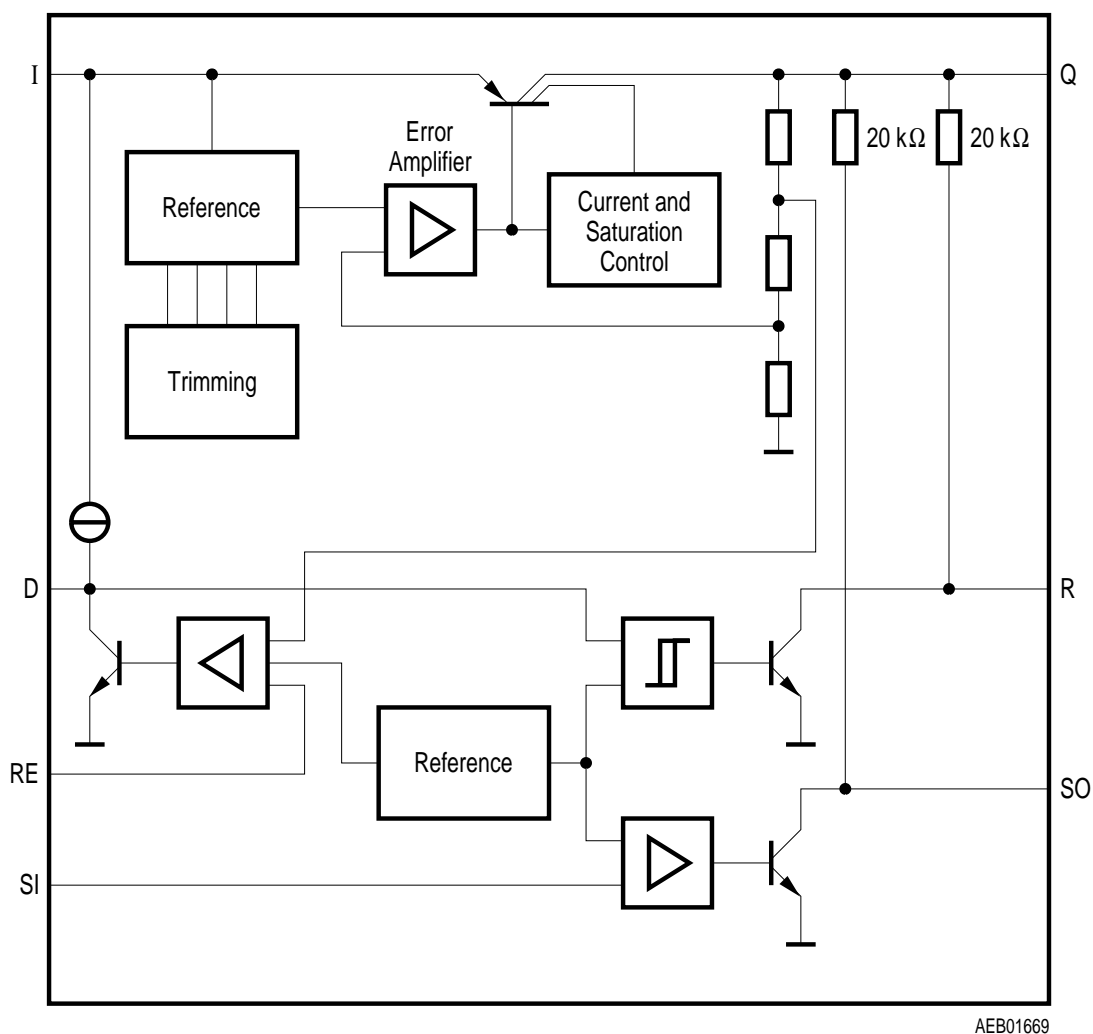 I
Q
Error
Amplifier
20 kΩ
20 kΩ
Reference
Current and
Saturation
Control
Trimming
D
R
Reference
RE
SO
SI
AEB01669